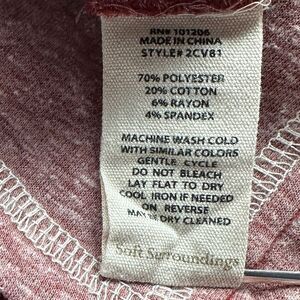 RN# 101206
MADE IN CHINA
STYLE# 2CV81
70% POLYESTER
20% COTTON
6% RAYON
4% SPANDEX
MACHINE WASH COLD
WITH SIMILAR COLORS
GENTLE CYCLE
DO NOT BLEACH
LAY FLAT TO DRY
COOL IRON IF NEEDED
ON REVERSE
MAY BE DRY CLEANED
Soft Surroundings